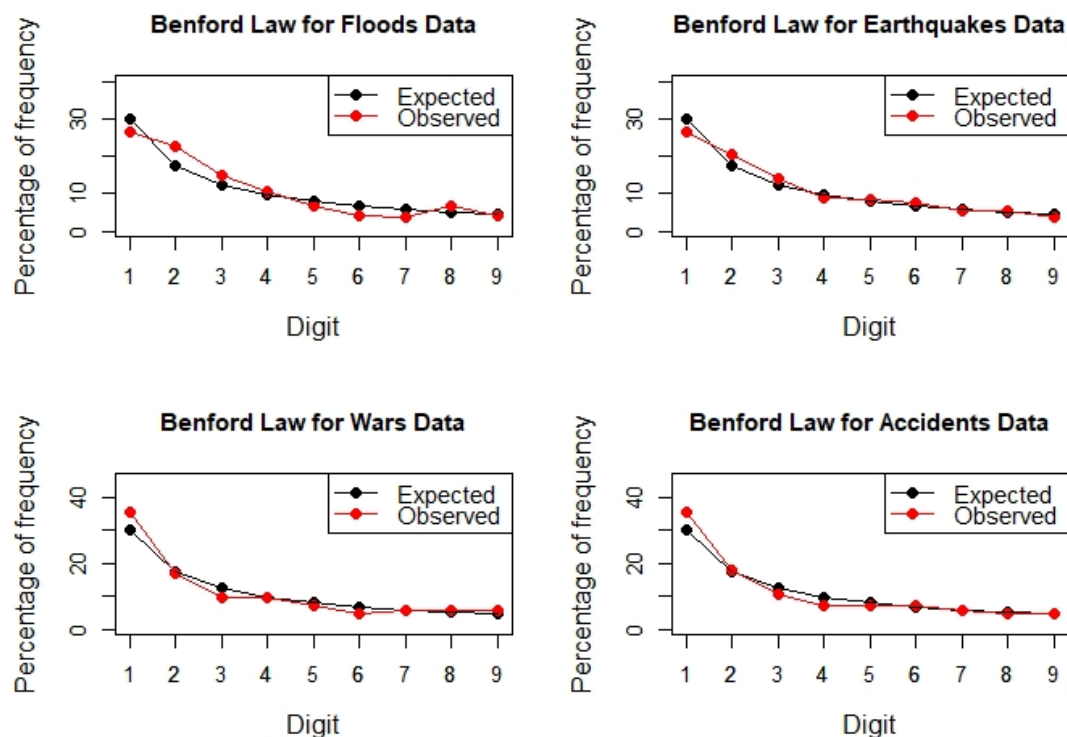 Benford Law for Floods Data
Percentage of frequency
0
10
30
Expected
Observed
1 2 3 4 5 6 7 8 9
Digit
Benford Law for Earthquakes Data
Percentage of frequency
0
10
30
Expected
Observed
1 2 3 4 5 6 7 8 9
Digit
Benford Law for Wars Data
Percentage of frequency
0
20
40
Expected
Observed
1 2 3 4 5 6 7 8 9
Digit
Benford Law for Accidents Data
Percentage of frequency
0
20
40
Expected
Observed
1 2 3 4 5 6 7 8 9
Digit